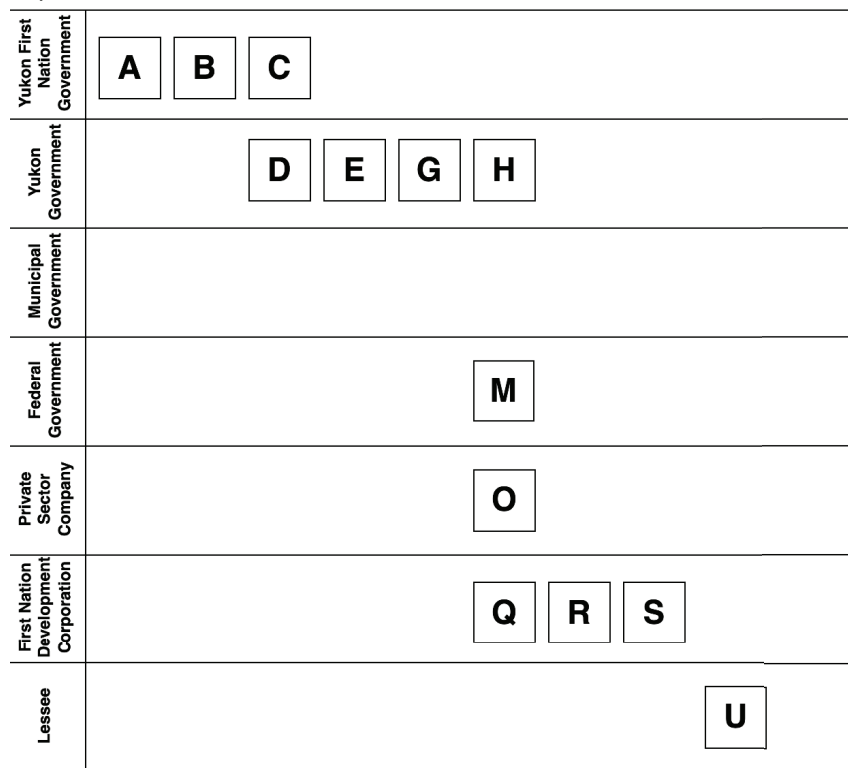 Yukon First
Nation
Government
A B C
Yukon
Government
D E G H
Municipal
Government
Federal
Government
M
Private
Sector
Company
O
First Nation
Development
Corporation
Q R S
Lessee
U